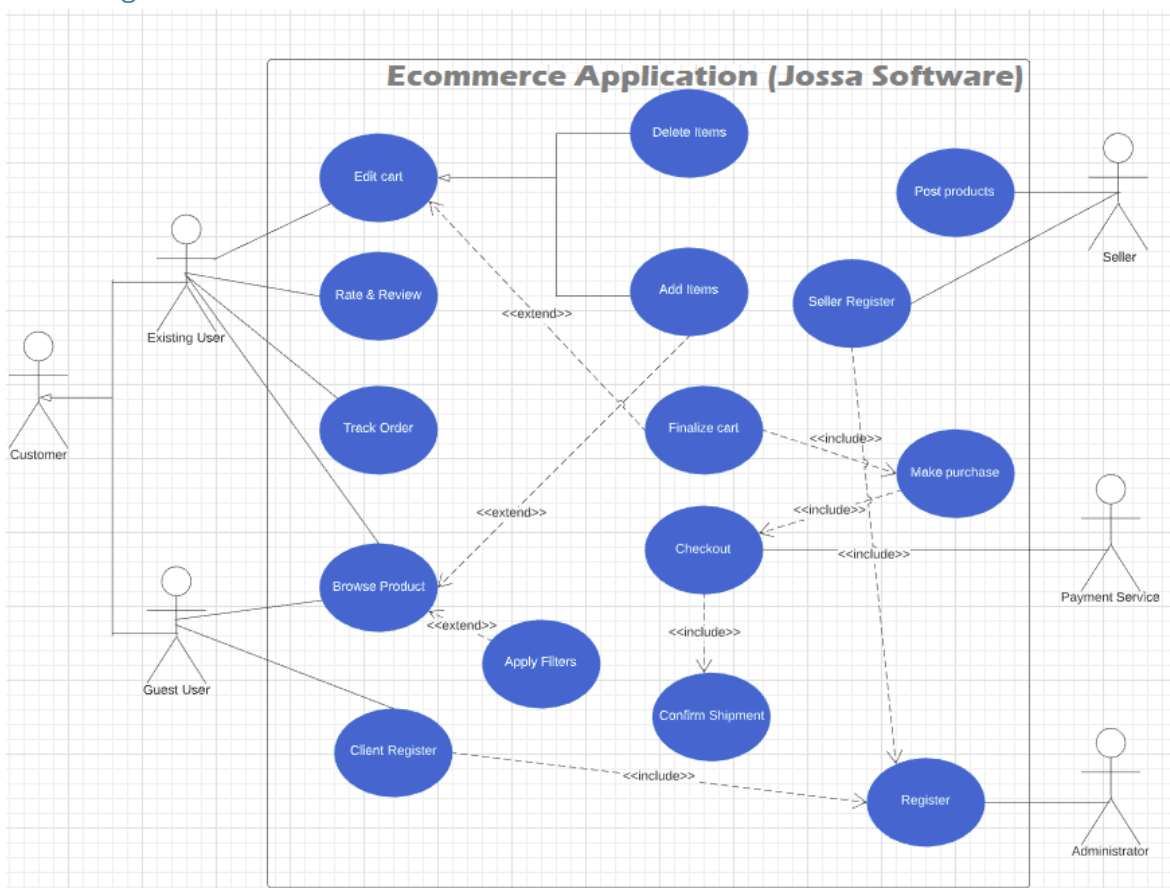 Ecommerce Application (Jossa Software)
Delete Items
Edit cart
Post products
Seller
Rate & Review
Add Items
Seller Register
<<extend>>
Existing User
Customer
Track Order
Finalize cart
<<include>>
Make purchase
<<extend>>
<<include>>
Checkout
<<include>>
Browse Product
Payment Service
<<extend>>
<<include>>
Apply Filters
Guest User
Confirm Shipment
Client Register
<<include>>
Register
Administrator